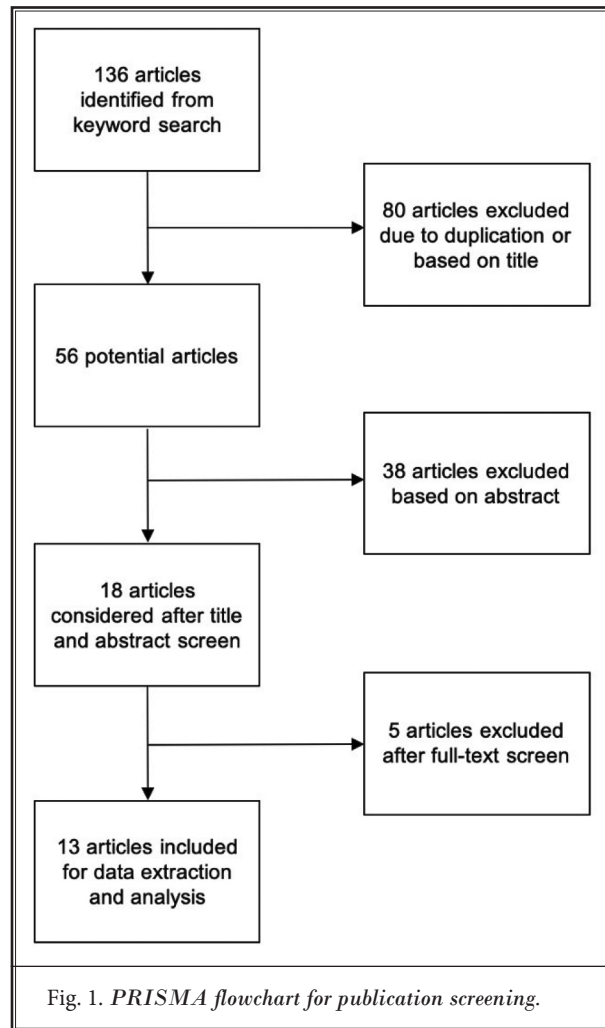 136 articles
identified from
keyword search
80 articles excluded
due to duplication or
based on title
56 potential articles
38 articles excluded
based on abstract
18 articles
considered after title
and abstract screen
5 articles excluded
after full-text screen
13 articles included
for data extraction
and analysis
Fig. 1. PRISMA flowchart for publication screening.